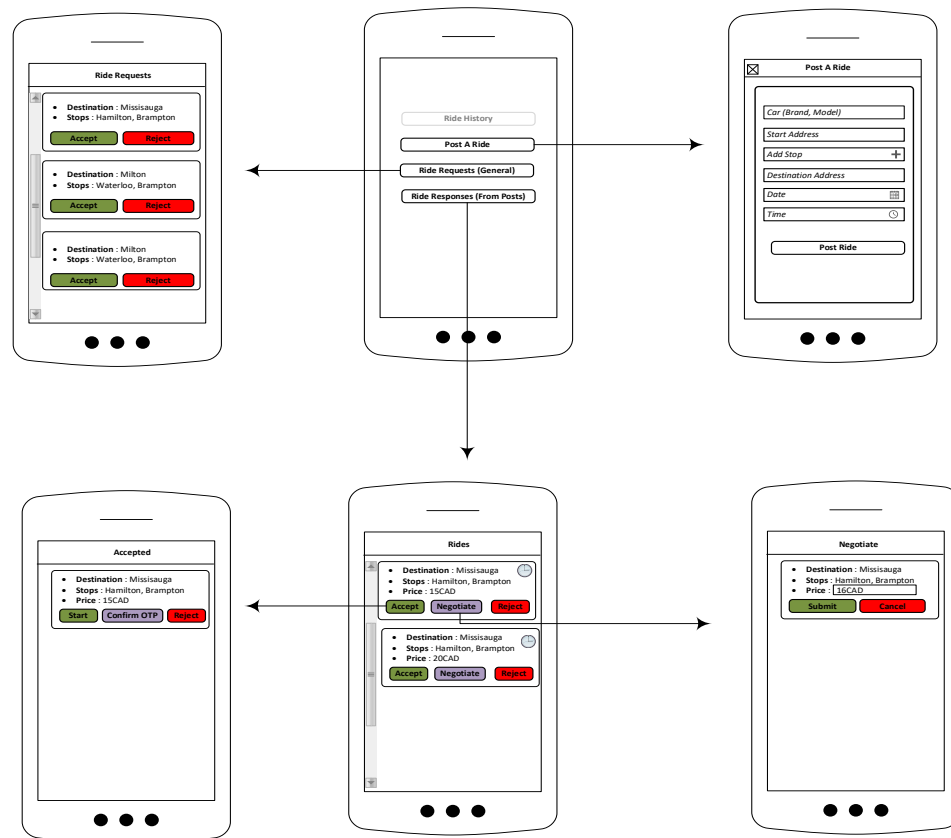 Ride Requests
Destination : Missisauga
Stops : Hamilton, Brampton
Accept Reject
Destination : Milton
Stops : Waterloo, Brampton
Accept Reject
Destination : Milton
Stops : Waterloo, Brampton
Accept Reject
Ride History
Post A Ride
Ride Requests (General)
Ride Responses (From Posts)
Post A Ride
Car (Brand, Model)
Start Address
Add Stop
Destination Address
Date
Time
Post Ride
Accepted
Destination : Missisauga
Stops : Hamilton, Brampton
Price : 15CAD
Start Confirm OTP Reject
Rides
Destination : Missisauga
Stops : Hamilton, Brampton
Price : 15CAD
Accept Negotiate Reject
Destination : Missisauga
Stops : Hamilton, Brampton
Price : 20CAD
Accept Negotiate Reject
Negotiate
Destination : Missisauga
Stops : Hamilton, Brampton
Price : 16CAD
Submit Cancel